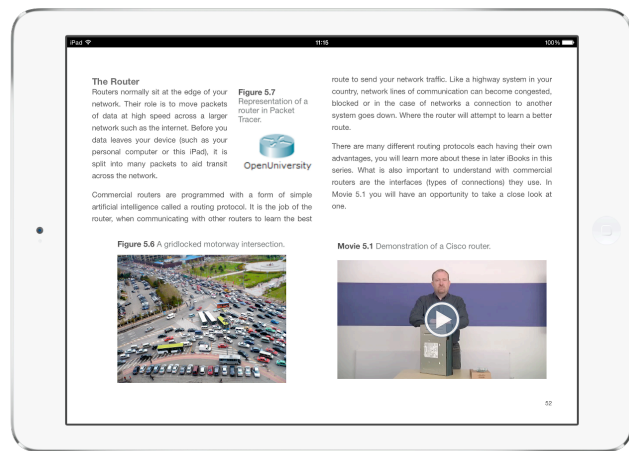 iPad
11:15
100%
The Router
Routers normally sit at the edge of your
network. Their role is to move packets
of data at high speed across a larger
network such as the internet. Before you
data leaves your device (such as your
personal computer or this iPad), it is
split into many packets to aid transit
across the network.
Figure 5.7
Representation of a
router in Packet
Tracer.
OpenUniversity
Commercial routers are programmed with a form of simple
artificial intelligence called a routing protocol. It is the job of the
router, when communicating with other routers to learn the best
Figure 5.6 A gridlocked motorway intersection.
route to send your network traffic. Like a highway system in your
country, network lines of communication can become congested,
blocked or in the case of networks a connection to another
system goes down. Where the router will attempt to learn a better
route.
There are many different routing protocols each having their own
advantages, you will learn more about these in later iBooks in this
series. What is also important to understand with commercial
routers are the interfaces (types of connections) they use. In
Movie 5.1 you will have an opportunity to take a close look at
one.
Movie 5.1 Demonstration of a Cisco router.
52